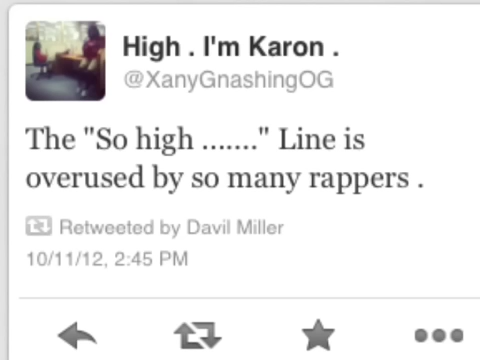 High . I'm Karon .
@XanyGnashingOG
The "So high ......." Line is
overused by so many rappers .
Retweeted by Davil Miller
10/11/12, 2:45 PM